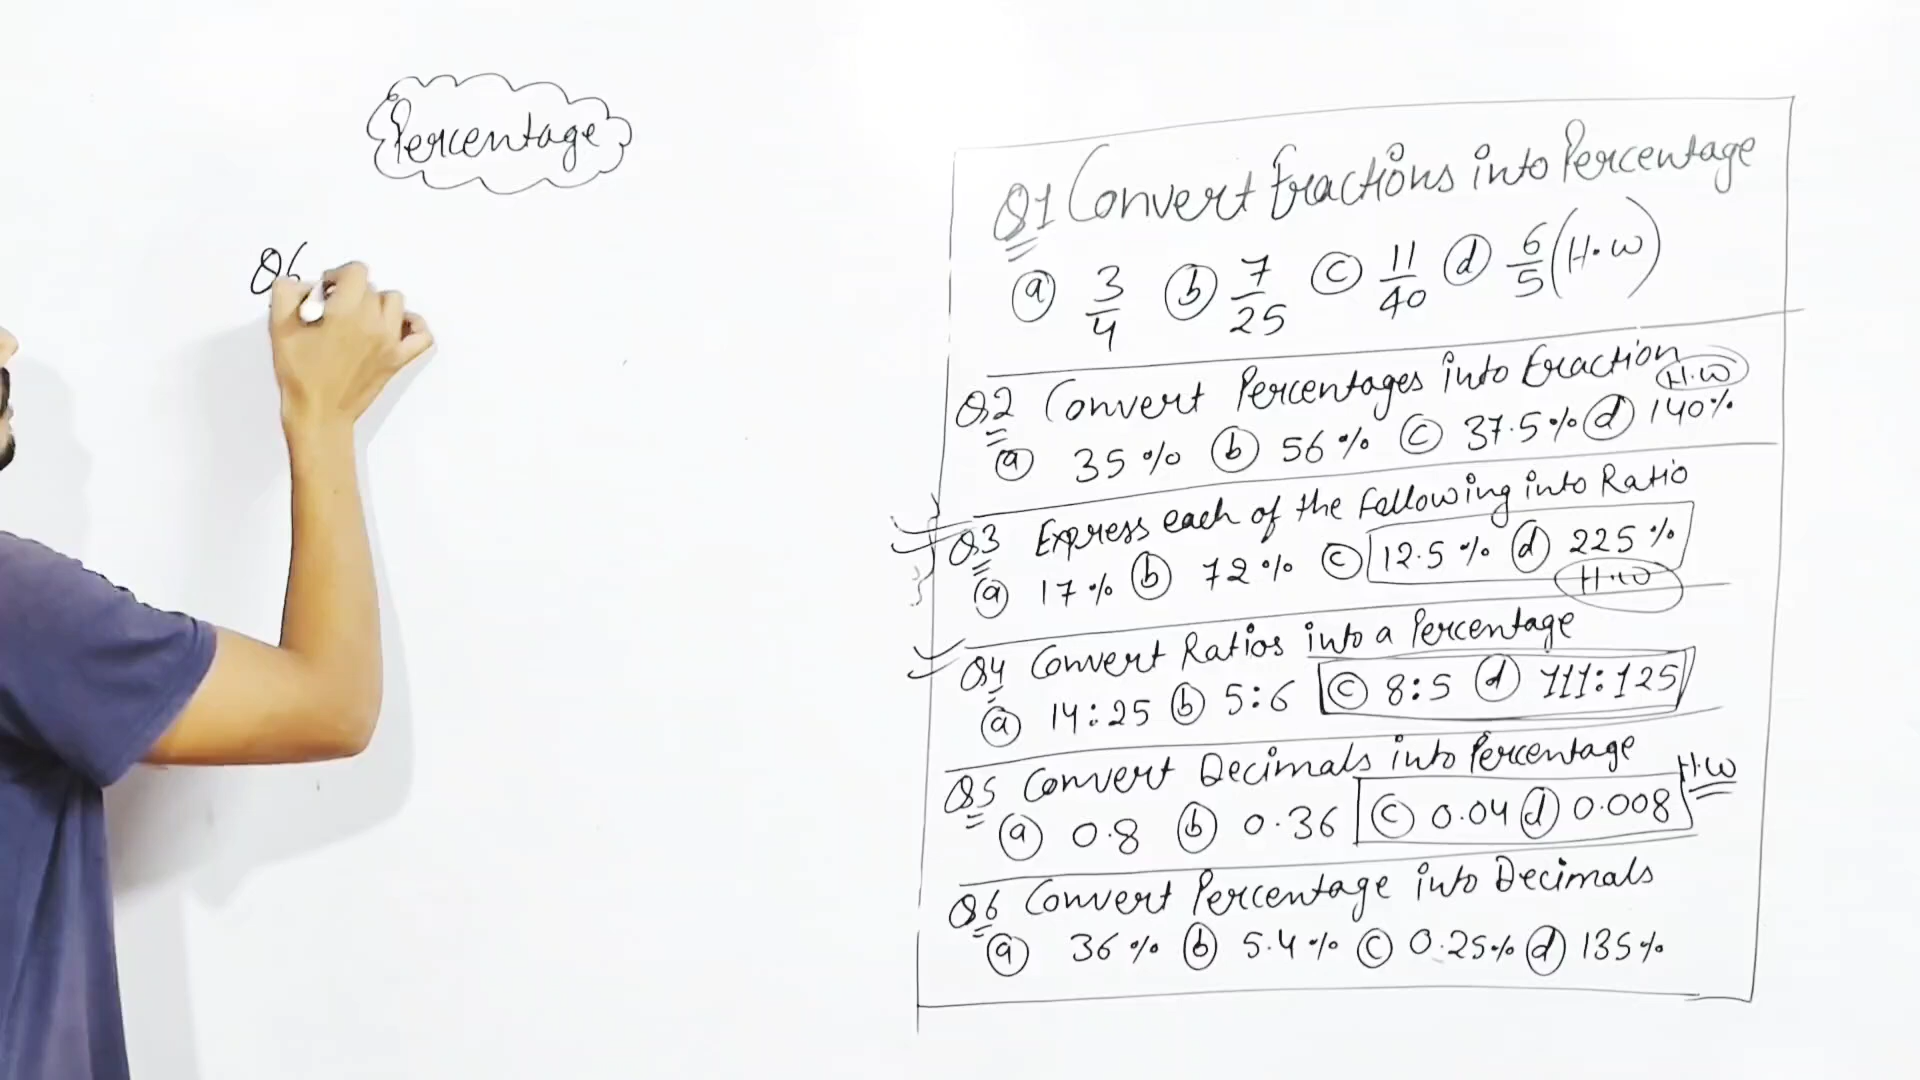 Percentage
Q6
Q1 Convert Fractions into Percentage
a 3/4 b 7/25 c 11/40 d 6/5 (H.W)
Q2 Convert Percentages into Fraction H.W
a 35% b 56% c 37.5% d 140%
Q3 Express each of the Following into Ratio
a 17% b 72% c 12.5% d 225%
H.W
Q4 Convert Ratios into a Percentage
a 14:25 b 5:6 c 8:5 d 111:125
Q5 Convert Decimals into Percentage H.W
a 0.8 b 0.36 c 0.04 d 0.008
Q6 Convert Percentage into Decimals
a 36% b 5.4% c 0.25% d 135%